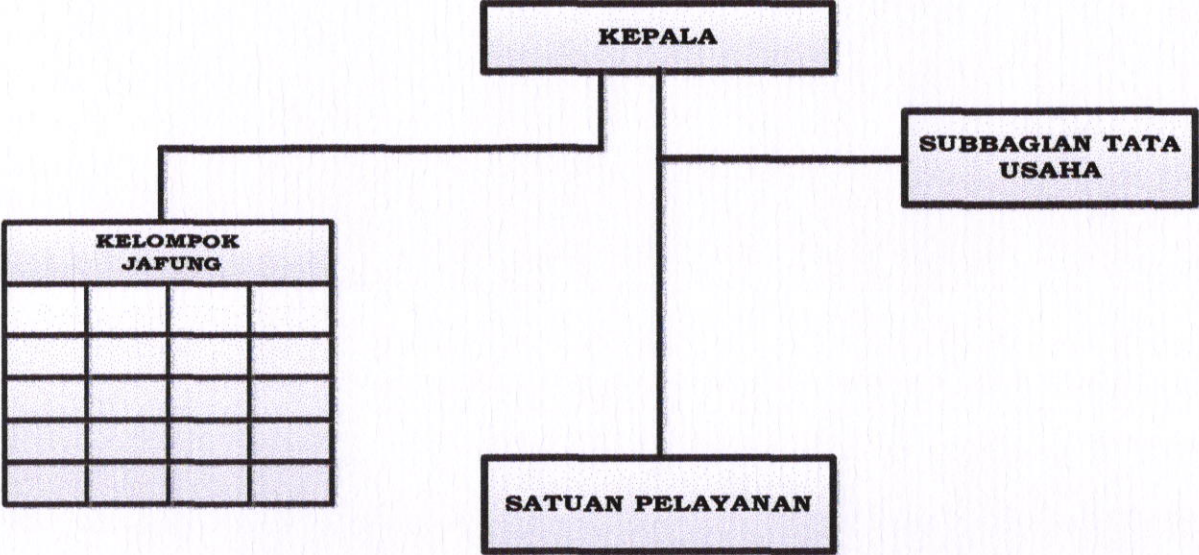 KEPALA
SUBBAGIAN TATA
USAHA
KELOMPOK
JAFUNG
SATUAN PELAYANAN